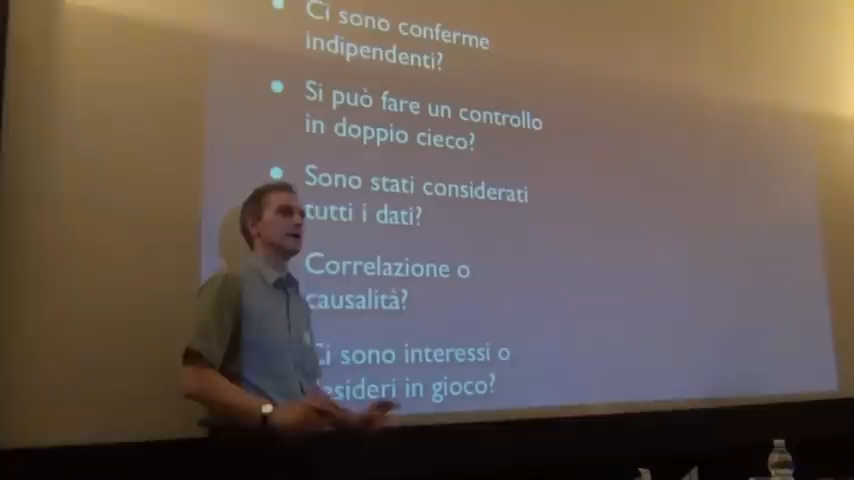 Ci sono conferme
indipendenti?
Si può fare un controllo
in doppio cieco?
Sono stati considerati
tutti i dati?
Correlazione o
causalità?
Ci sono interessi o
desideri in gioco?